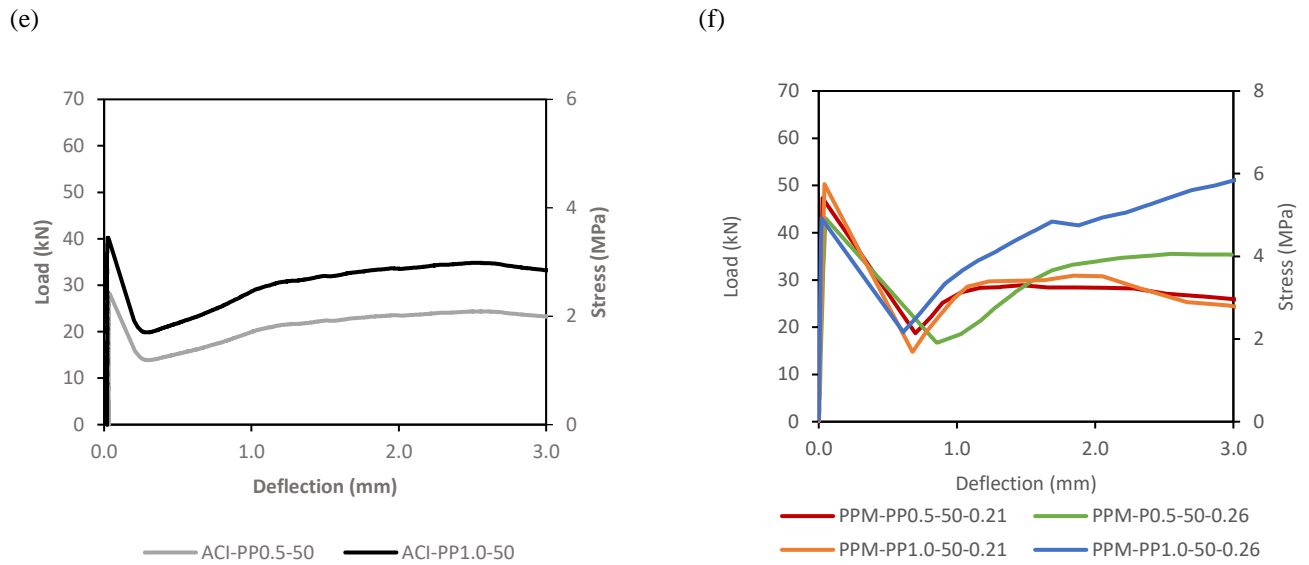 (e)
70
60
50
40
30
20
10
0
Load (kN)
6
4
2
0
Stress (MPa)
0.0 1.0 2.0 3.0
Deflection (mm)
ACI-PP0.5-50 ACI-PP1.0-50
(f)
70
60
50
40
30
20
10
0
Load (kN)
8
6
4
2
0
Stress (MPa)
0.0 1.0 2.0 3.0
Deflection (mm)
PPM-PP0.5-50-0.21 PPM-P0.5-50-0.26
PPM-PP1.0-50-0.21 PPM-PP1.0-50-0.26